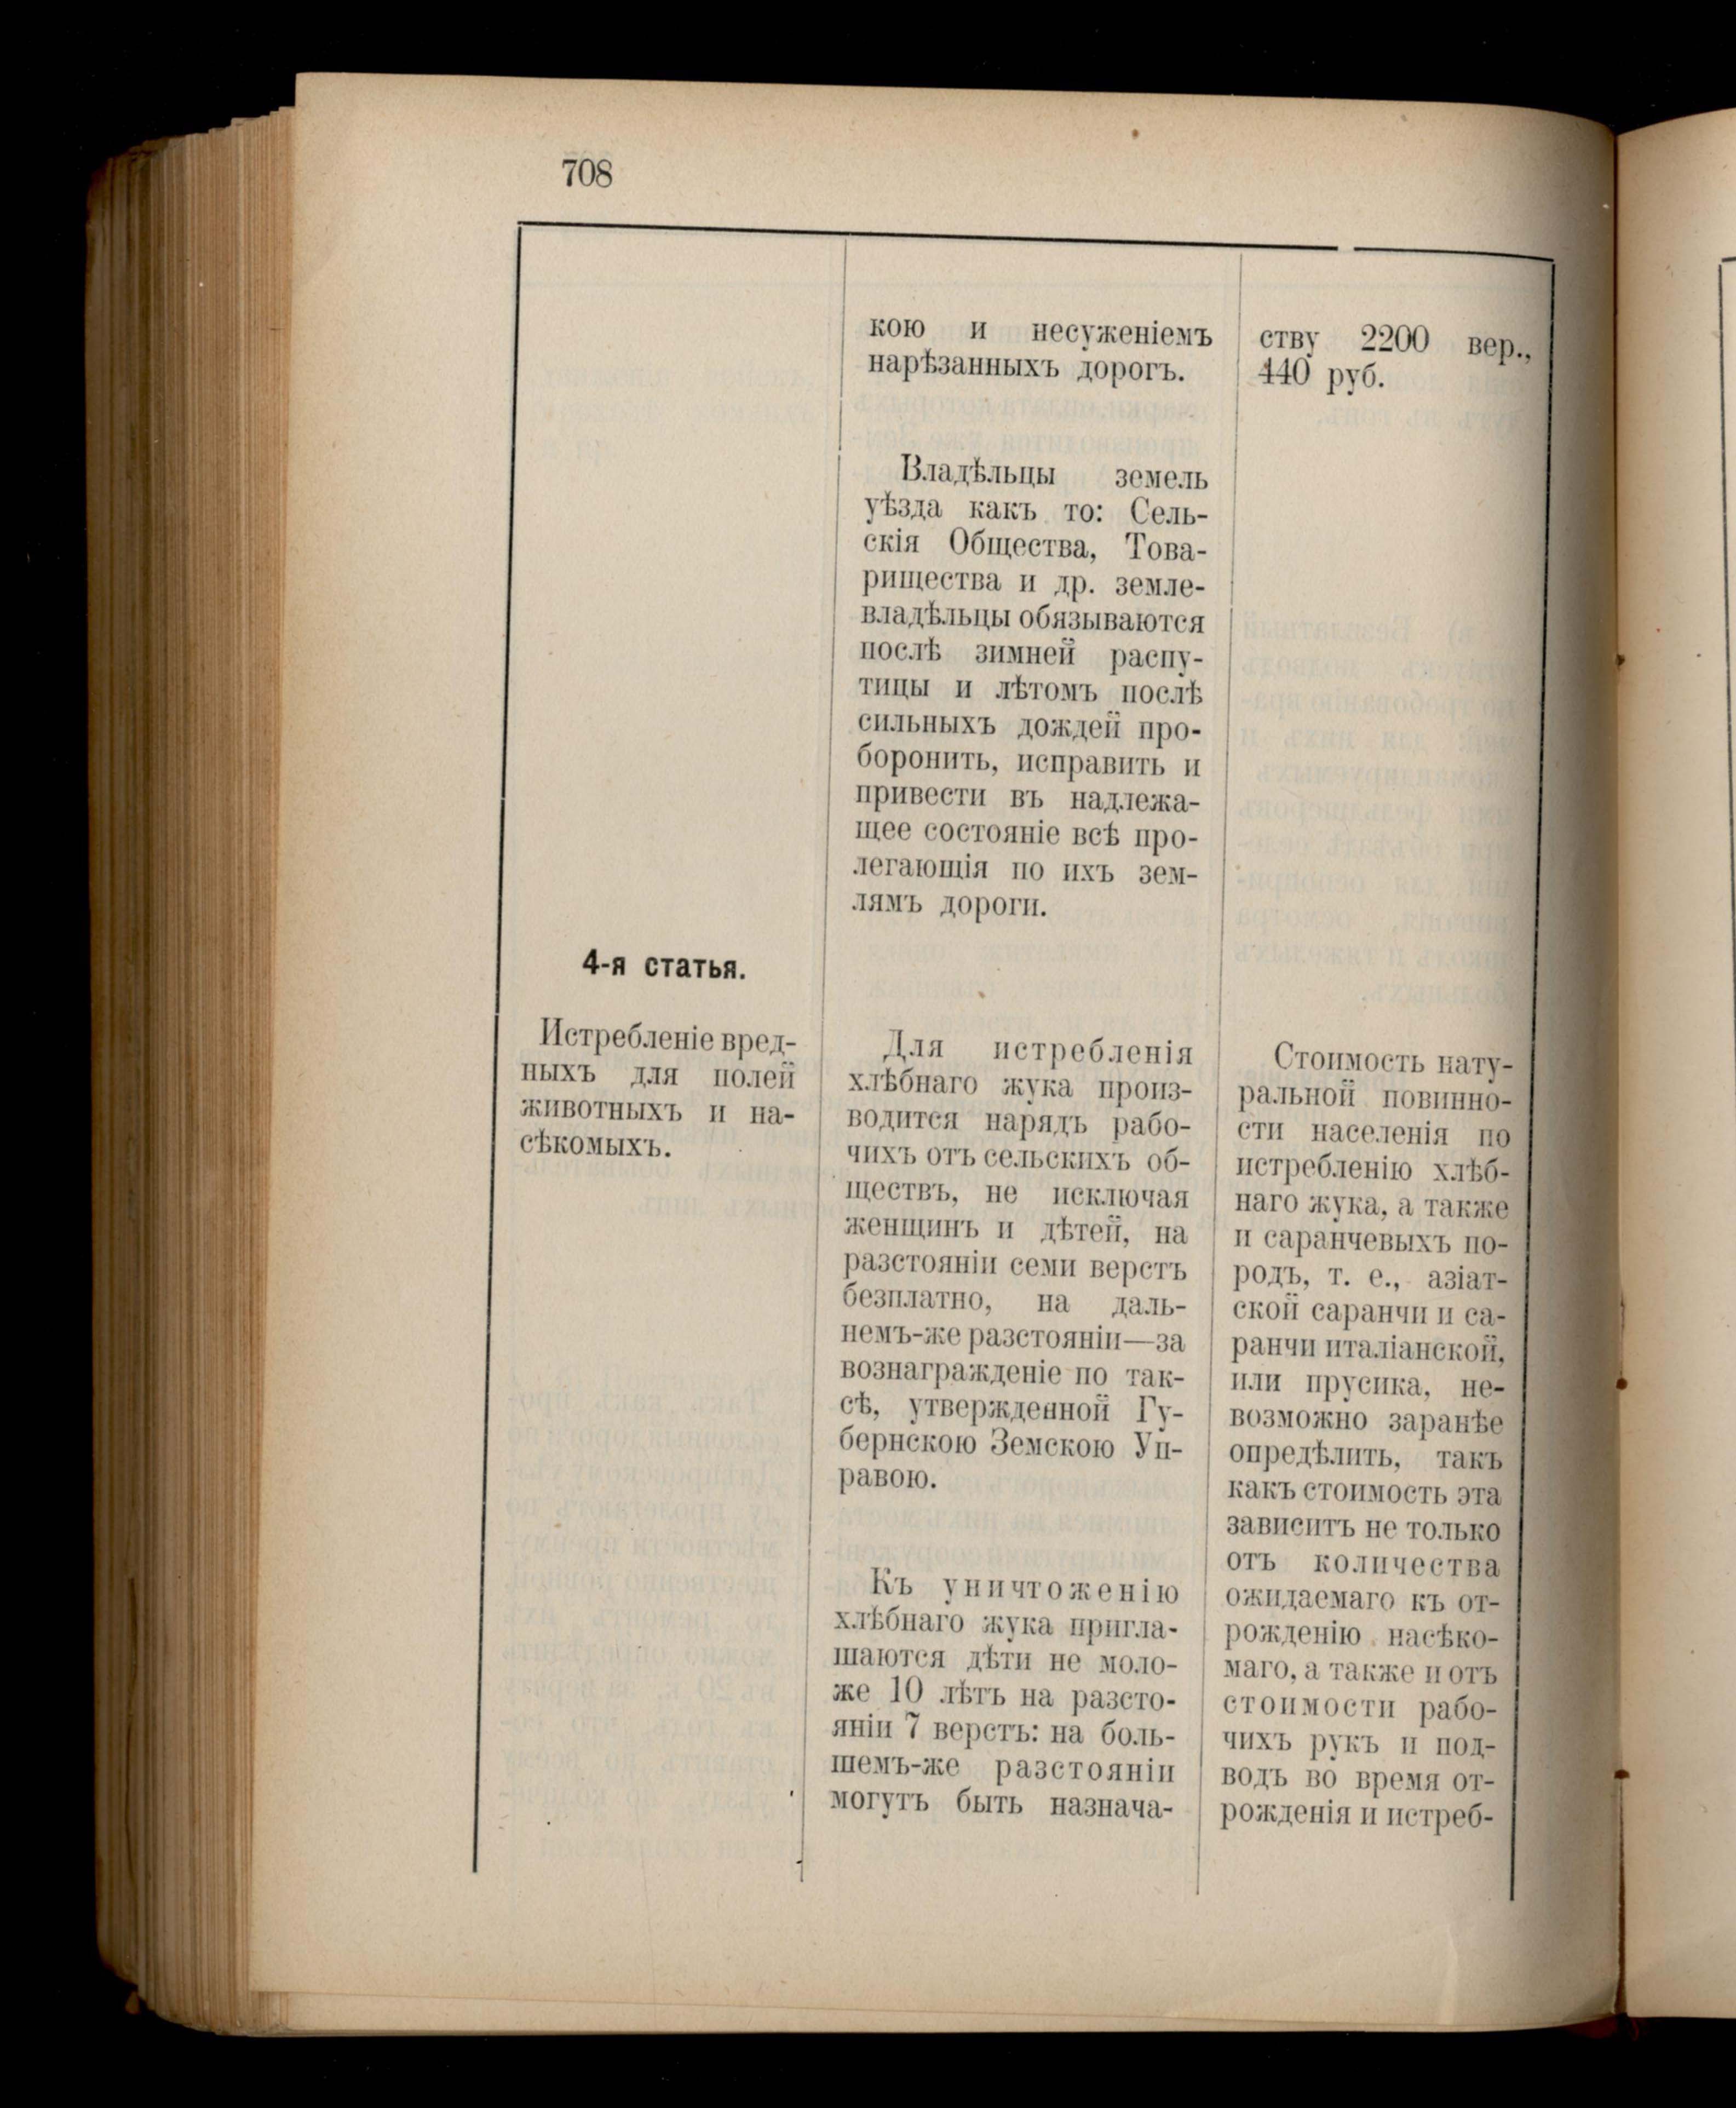 708
кою и несуженіемъ
нарѣзанныхъ дорогъ.
ству 2200 вер.,
440 руб.
Владѣльцы земель
уѣзда какъ то: Сель-
скія Общества, Това-
рищества и др. земле-
владѣльцы обязываются
послѣ зимней распу-
тицы и лѣтомъ послѣ
сильныхъ дождей про-
боронить, исправить и
привести въ надлежа-
щее состояніе всѣ про-
легающія по ихъ зем-
лямъ дороги.
4-я статья.
Истребленіе вред-
ныхъ для полей
животныхъ и на-
сѣкомыхъ.
Для истребленія
хлѣбнаго жука произ-
водится нарядъ рабо-
чихъ отъ сельскихъ об-
ществъ, не исключая
женщинъ и дѣтей, на
разстояніи семи верстъ
безплатно, на даль-
немъ-же разстояніи—за
вознагражденіе по так-
сѣ, утвержденной Гу-
бернскою Земскою Уп-
равою.
Къ уничтоженію
хлѣбнаго жука пригла-
шаются дѣти не моло-
же 10 лѣтъ на разсто-
яніи 7 верстъ: на боль-
шемъ-же разстояніи
могутъ быть назнача-
Стоимость нату-
ральной повинно-
сти населенія по
истребленію хлѣб-
наго жука, а также
и саранчевыхъ по-
родъ, т. е., азіат-
ской саранчи и са-
ранчи италіанской,
или прусика, не-
возможно заранѣе
опредѣлить, такъ
какъ стоимость эта
зависитъ не только
отъ количества
ожидаемаго къ от-
рожденію насѣко-
маго, а также и отъ
стоимости рабо-
чихъ рукъ и под-
водъ во время от-
рожденія и истреб-